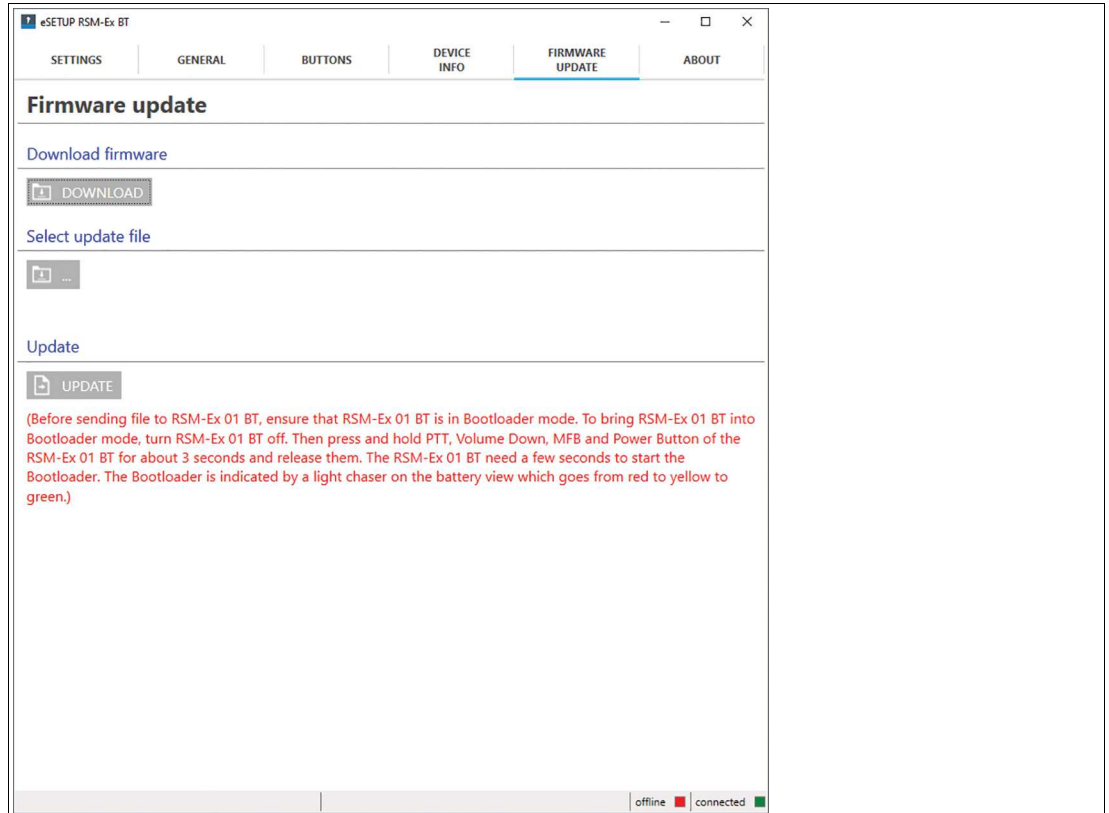 eSETUP RSM-Ex BT
SETTINGS
GENERAL
BUTTONS
DEVICE
INFO
FIRMWARE
UPDATE
ABOUT
Firmware update
Download firmware
DOWNLOAD
Select update file
...
Update
UPDATE
(Before sending file to RSM-Ex 01 BT, ensure that RSM-Ex 01 BT is in Bootloader mode. To bring RSM-Ex 01 BT into
Bootloader mode, turn RSM-Ex 01 BT off. Then press and hold PTT, Volume Down, MFB and Power Button of the
RSM-Ex 01 BT for about 3 seconds and release them. The RSM-Ex 01 BT need a few seconds to start the
Bootloader. The Bootloader is indicated by a light chaser on the battery view which goes from red to yellow to
green.)
offline
connected